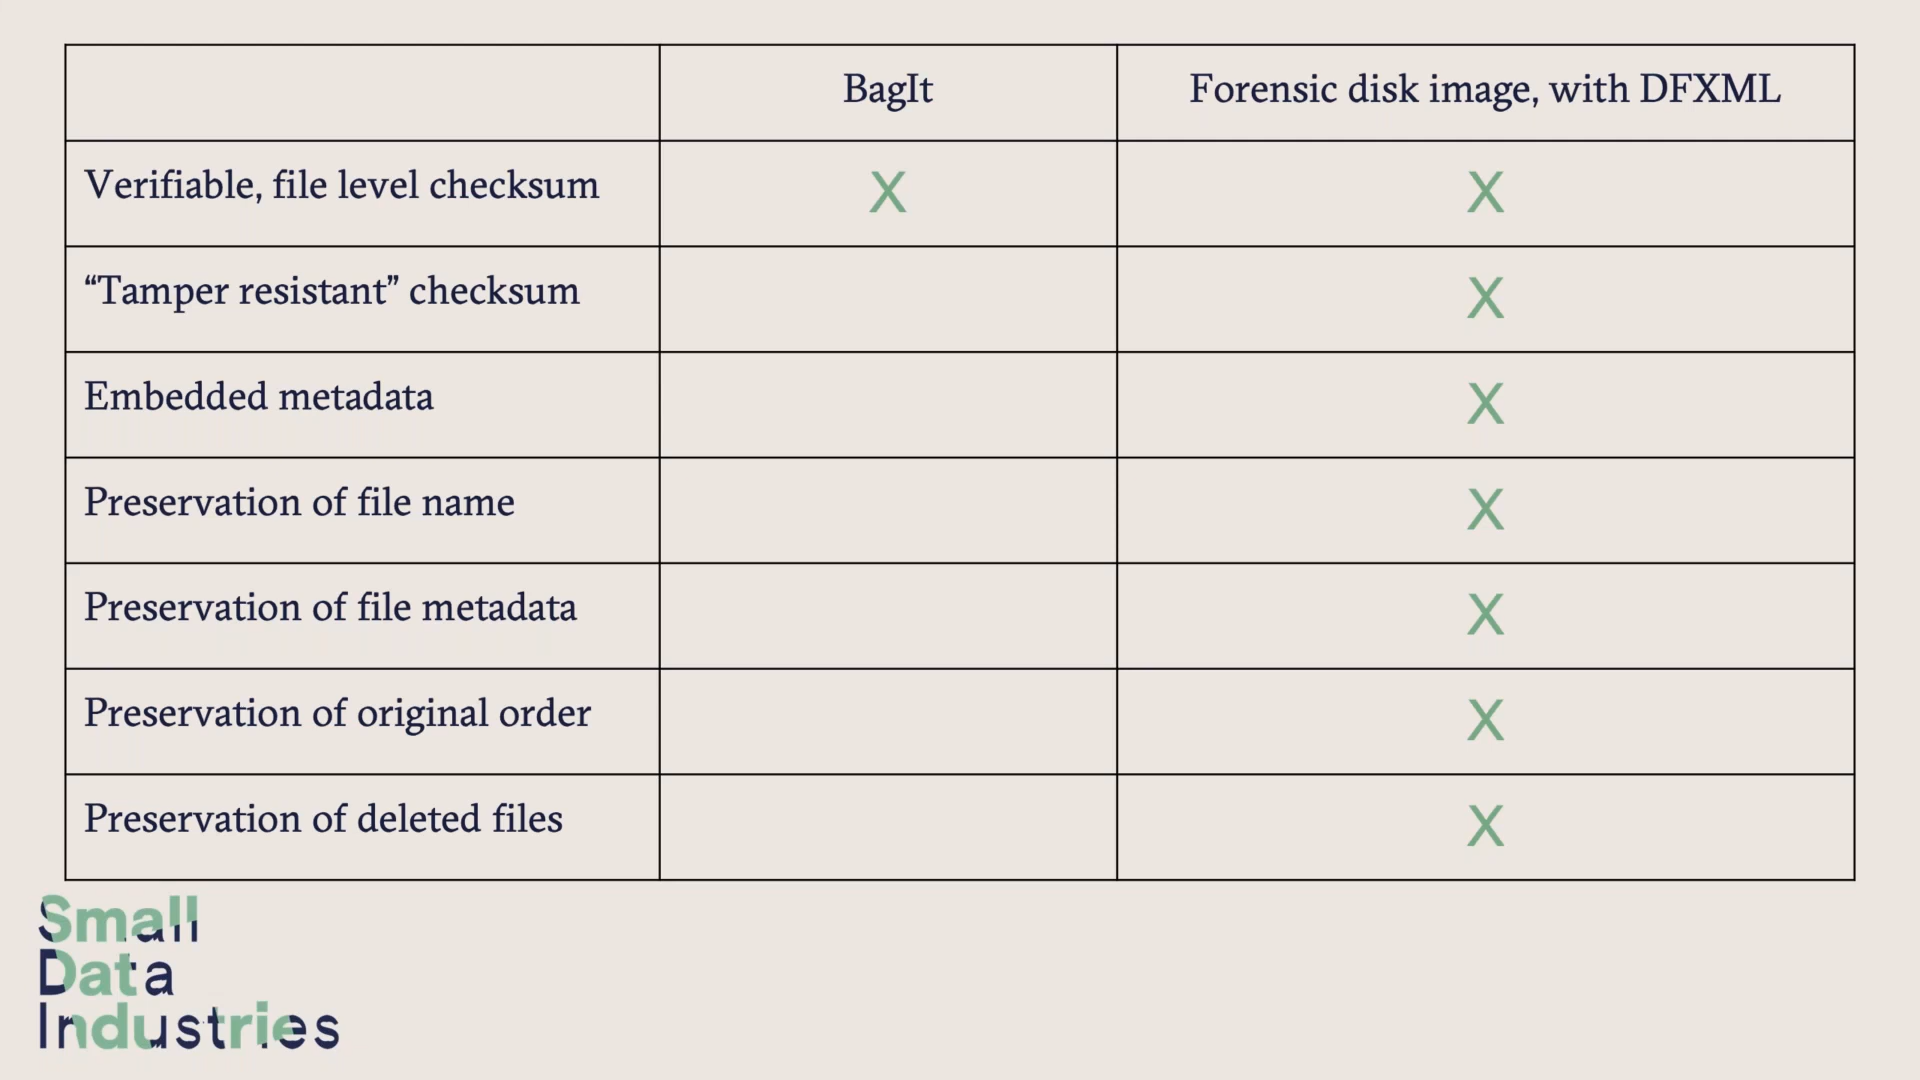 BagIt
Forensic disk image, with DFXML
Verifiable, file level checksum
X
X
“Tamper resistant” checksum
X
Embedded metadata
X
Preservation of file name
X
Preservation of file metadata
X
Preservation of original order
X
Preservation of deleted files
X
Small
Data
Industries